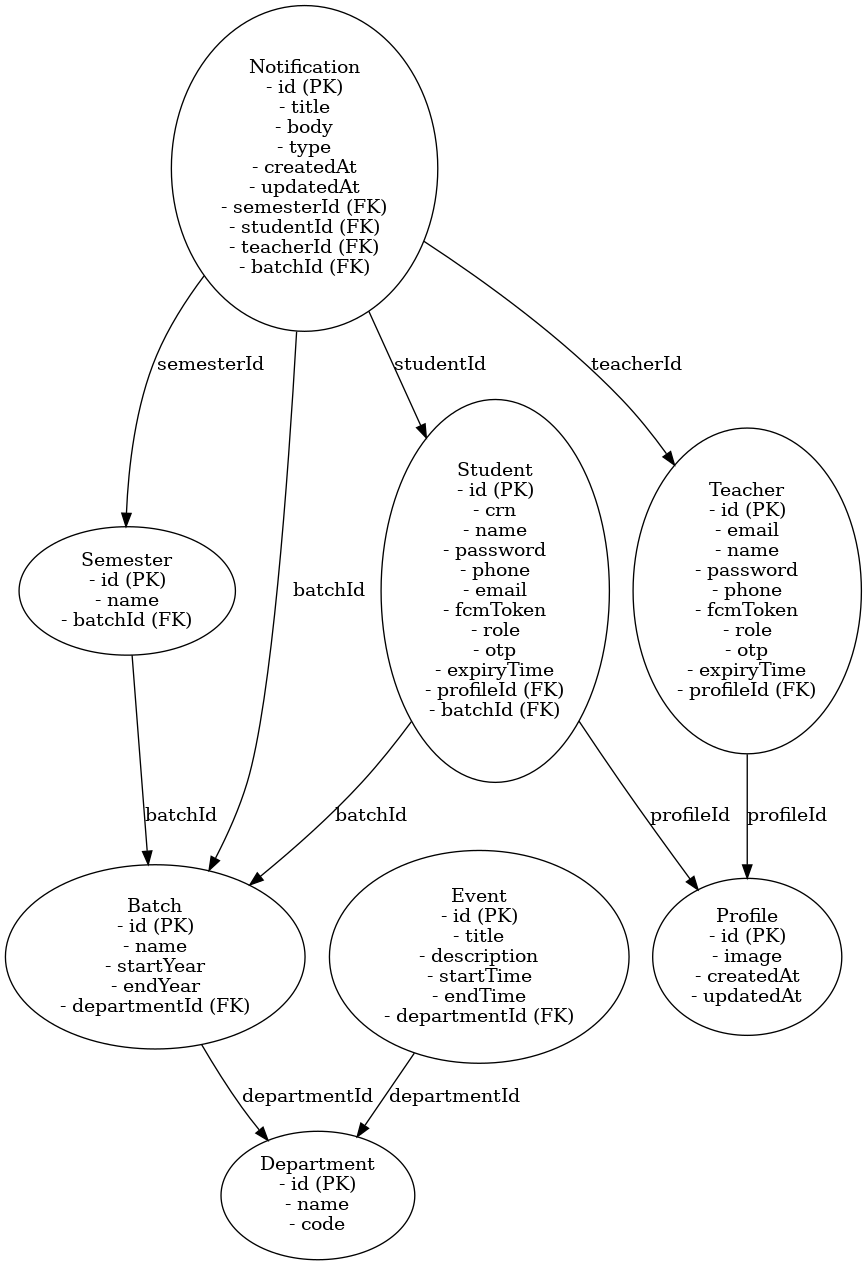 Notification
- id (PK)
- title
- body
- type
- createdAt
- updatedAt
- semesterId (FK)
- studentId (FK)
- teacherId (FK)
- batchId (FK)
semesterId
studentId
teacherId
Semester
- id (PK)
- name
- batchId (FK)
batchId
Student
- id (PK)
- crn
- name
- password
- phone
- email
- fcmToken
- role
- otp
- expiryTime
- profileId (FK)
- batchId (FK)
Teacher
- id (PK)
- email
- name
- password
- phone
- fcmToken
- role
- otp
- expiryTime
- profileId (FK)
batchId
batchId
profileId
profileId
Batch
- id (PK)
- name
- startYear
- endYear
- departmentId (FK)
Event
- id (PK)
- title
- description
- startTime
- endTime
- departmentId (FK)
Profile
- id (PK)
- image
- createdAt
- updatedAt
departmentId
departmentId
Department
- id (PK)
- name
- code